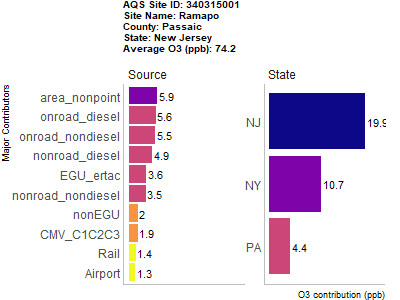 AQS Site ID: 340315001
Site Name: Ramapo
County: Passaic
State: New Jersey
Average O3 (ppb): 74.2
Major Contributors
Source
area_nonpoint 5.9
onroad_diesel 5.6
onroad_nondiesel 5.5
nonroad_diesel 4.9
EGU_ertac 3.6
nonroad_nondiesel 3.5
nonEGU 2
CMV_C1C2C3 1.9
Rail 1.4
Airport 1.3
State
NJ 19.9
NY 10.7
PA 4.4
O3 contribution (ppb)